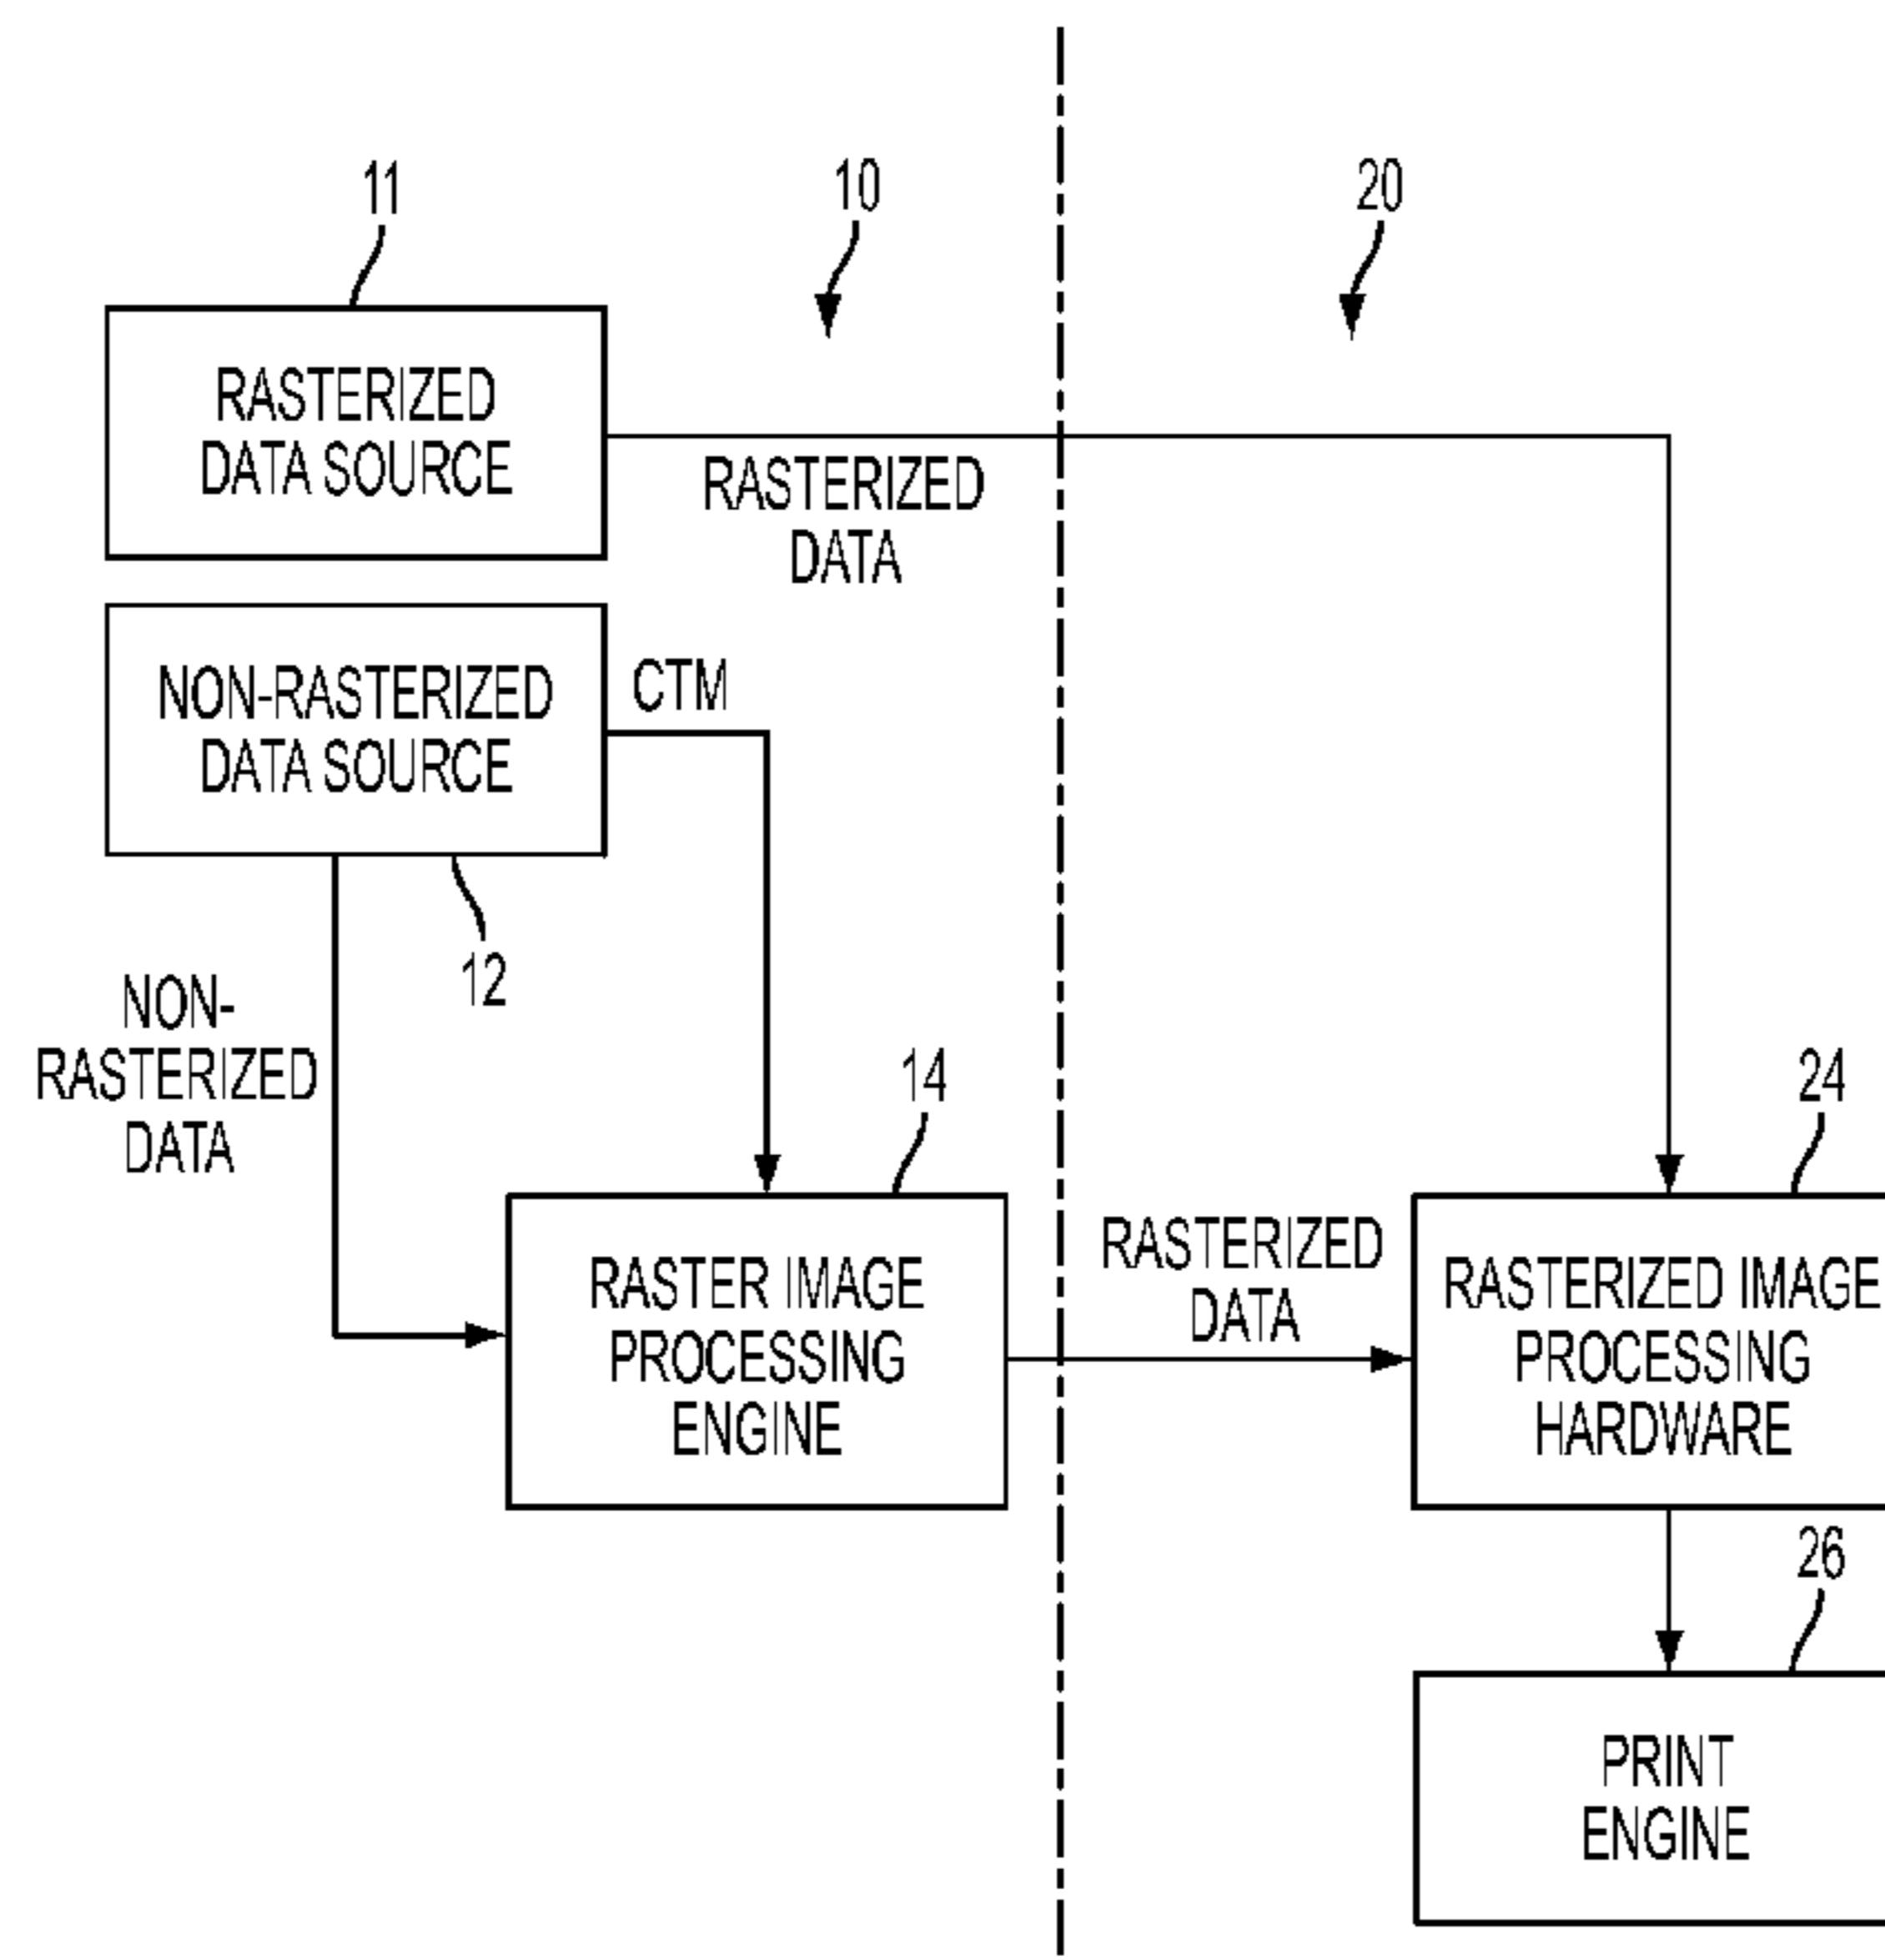 11
10
20
RASTERIZED
DATA SOURCE
RASTERIZED
DATA
NON-RASTERIZED
DATA SOURCE
CTM
12
NON-
RASTERIZED
DATA
14
24
RASTER IMAGE
PROCESSING
ENGINE
RASTERIZED
DATA
RASTERIZED IMAGE
PROCESSING
HARDWARE
26
PRINT
ENGINE